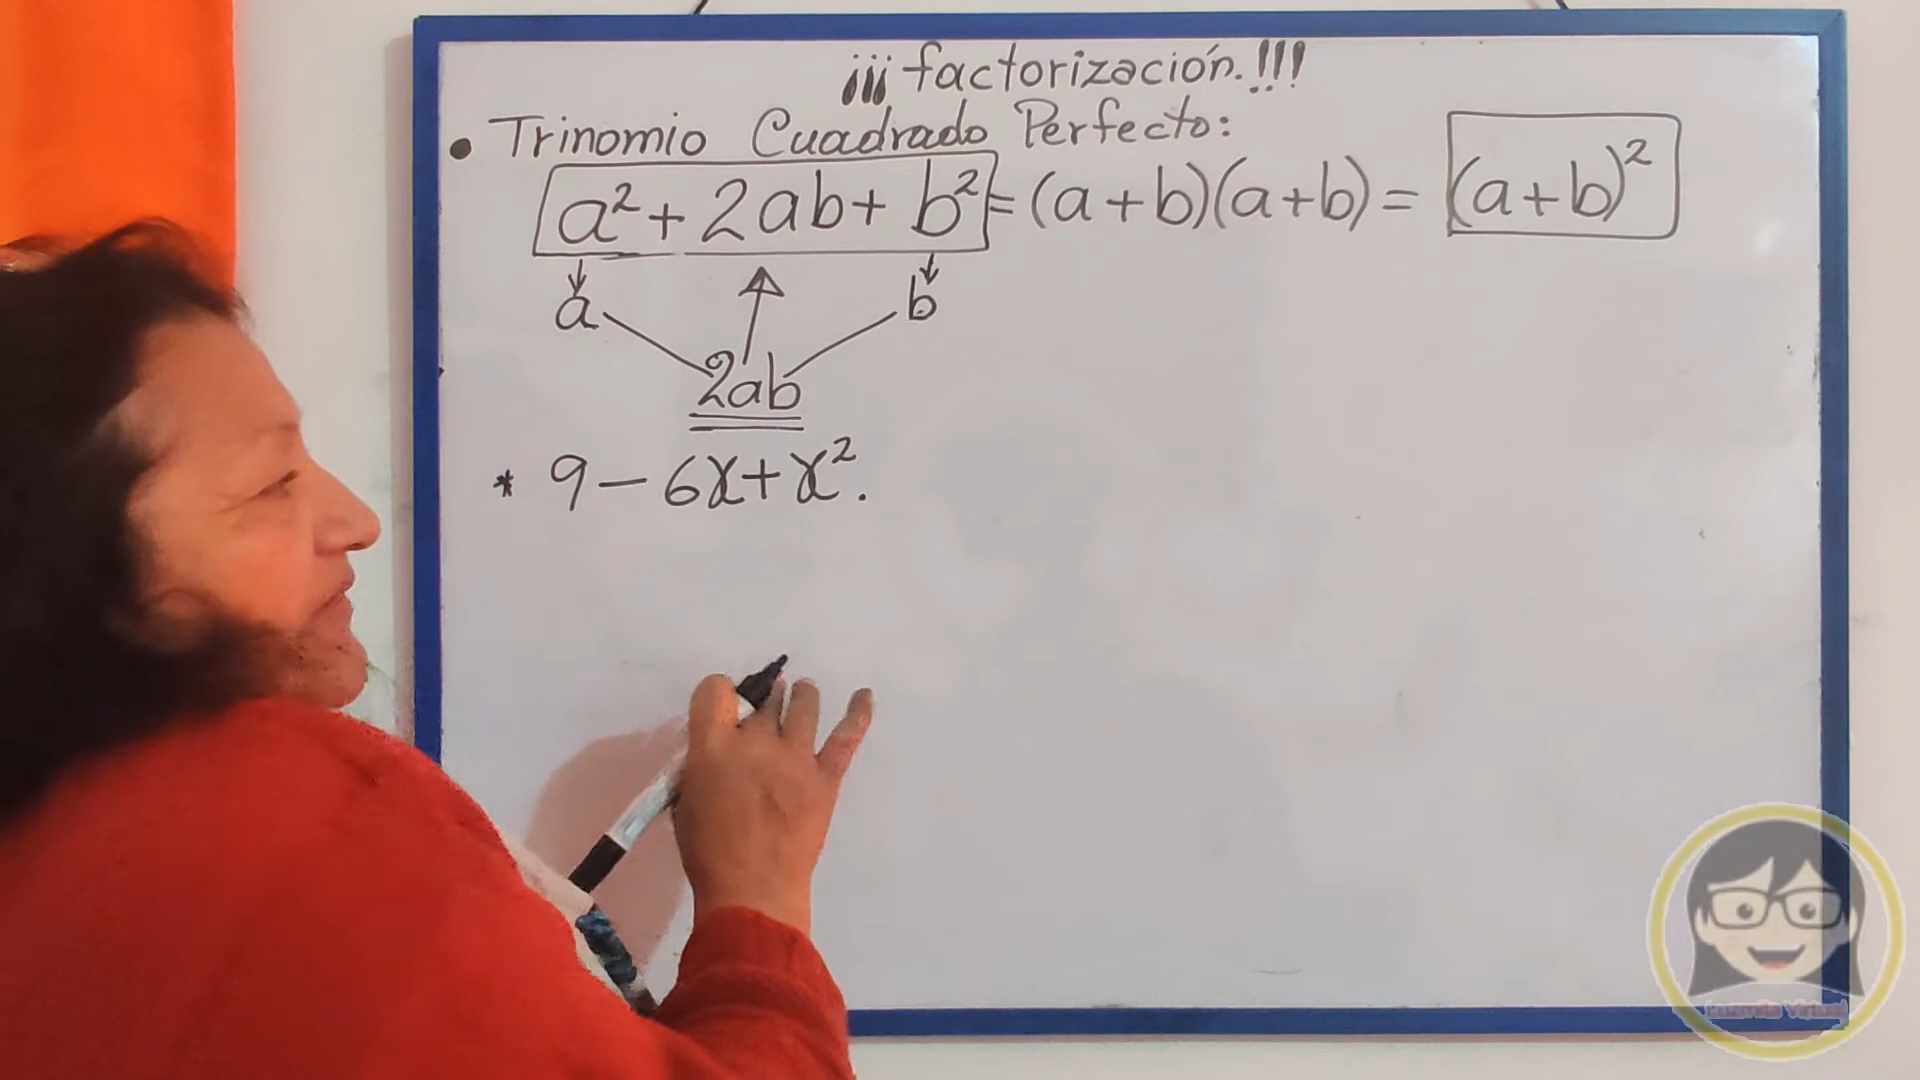 ¡¡¡ factorización. !!!
• Trinomio Cuadrado Perfecto:
a² + 2ab + b² = (a + b)(a + b) = (a + b)²
a b
2ab
* 9 - 6x + x².